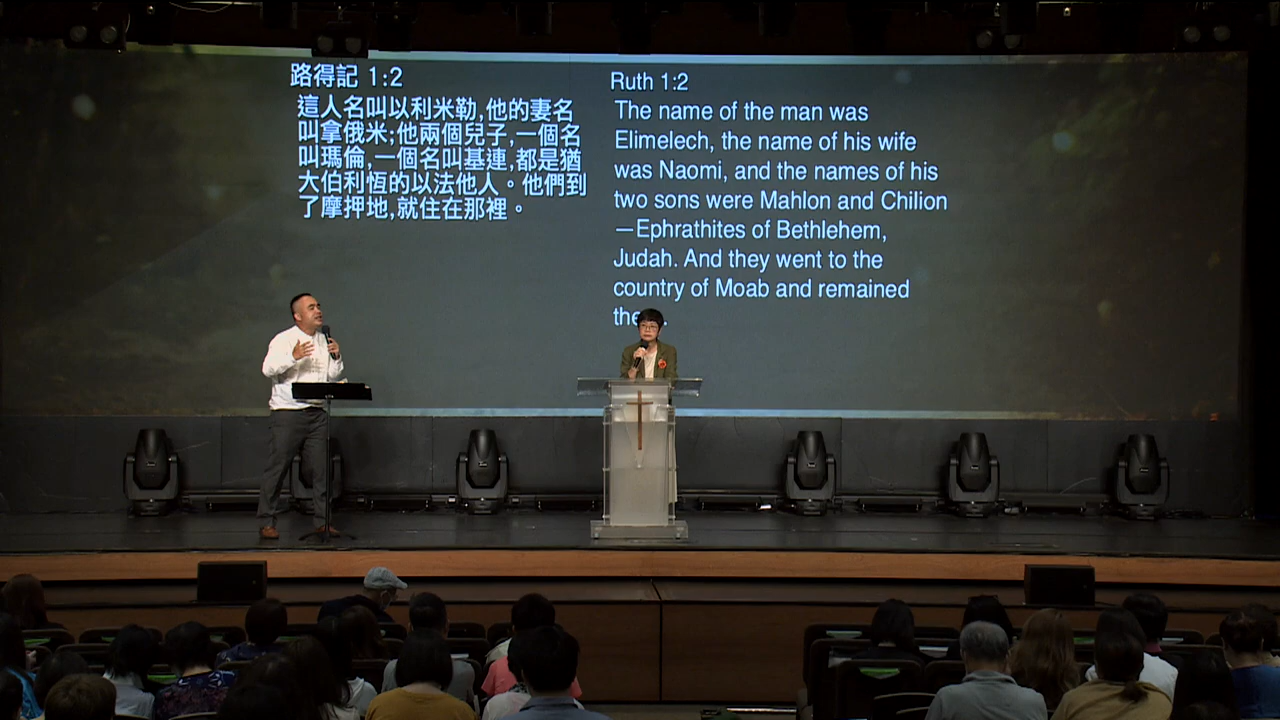 路得記 1:2
這人名叫以利米勒,他的妻名
叫拿俄米;他兩個兒子,一個名
叫瑪倫,一個名叫基連,都是猶
大伯利恆的以法他人。他們到
了摩押地,就住在那裡。
Ruth 1:2
The name of the man was
Elimelech, the name of his wife
was Naomi, and the names of his
two sons were Mahlon and Chilion
—Ephrathites of Bethlehem,
Judah. And they went to the
country of Moab and remained